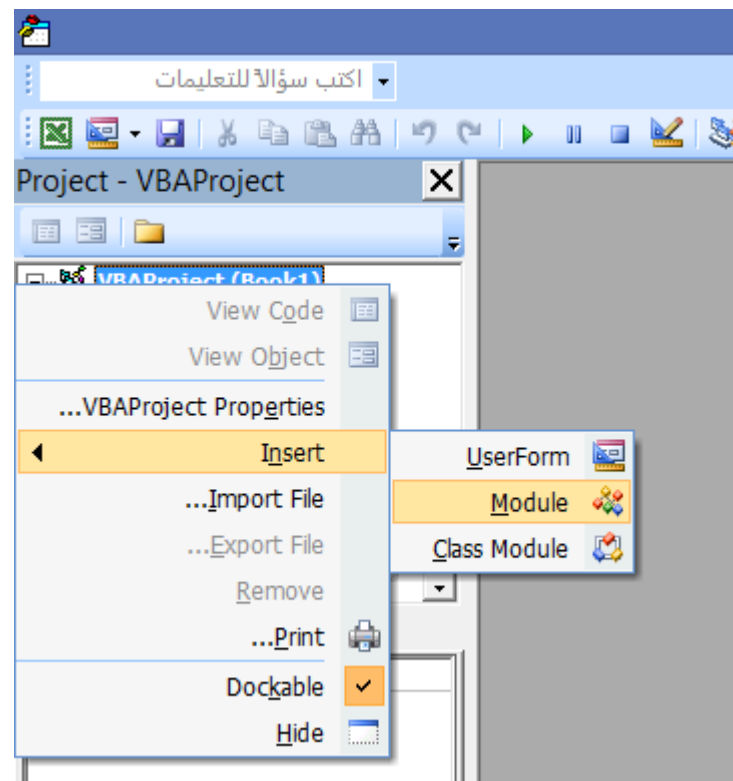 اكتب سؤالاً للتعليمات
Project - VBAProject
VBAProject (Book1)
View Code
View Object
...VBAProject Properties
Insert
...Import File
...Export File
Remove
...Print
Dockable
Hide
UserForm
Module
Class Module